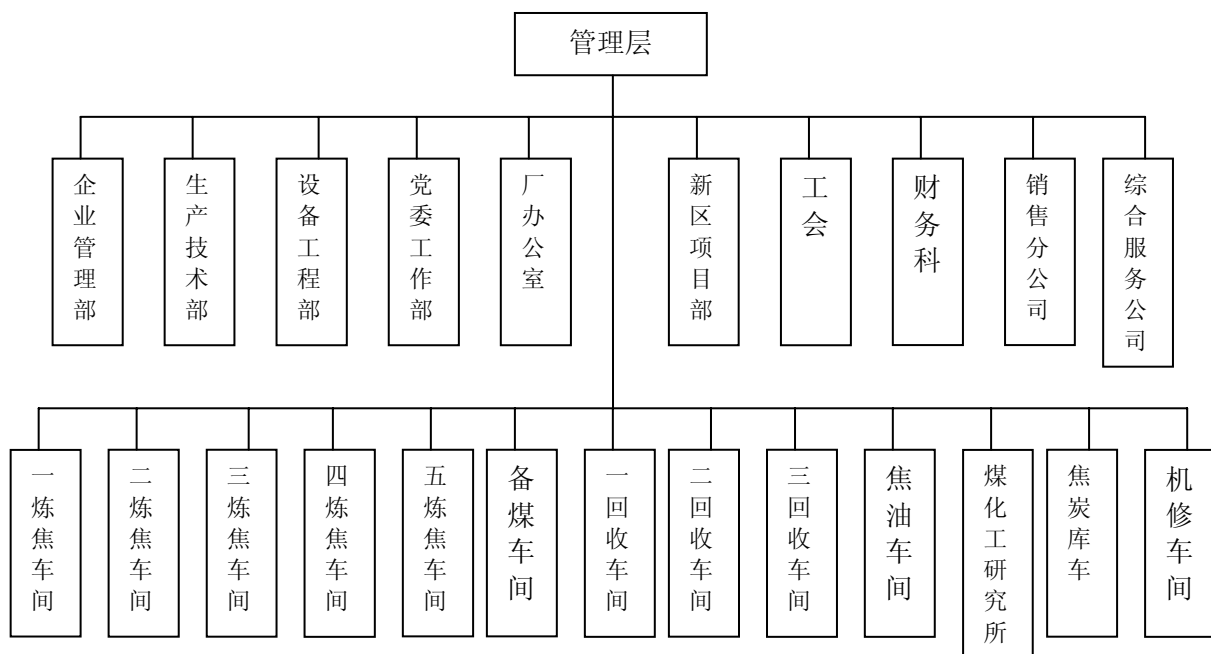 管理层
企业管理部
生产技术部
设备工程部
党委工作部
厂办公室
新区项目部
工会
财务科
销售分公司
综合服务公司
一炼焦车间
二炼焦车间
三炼焦车间
四炼焦车间
五炼焦车间
备煤车间
一回收车间
二回收车间
三回收车间
焦油车间
煤化工研究所
焦炭库车
机修车间